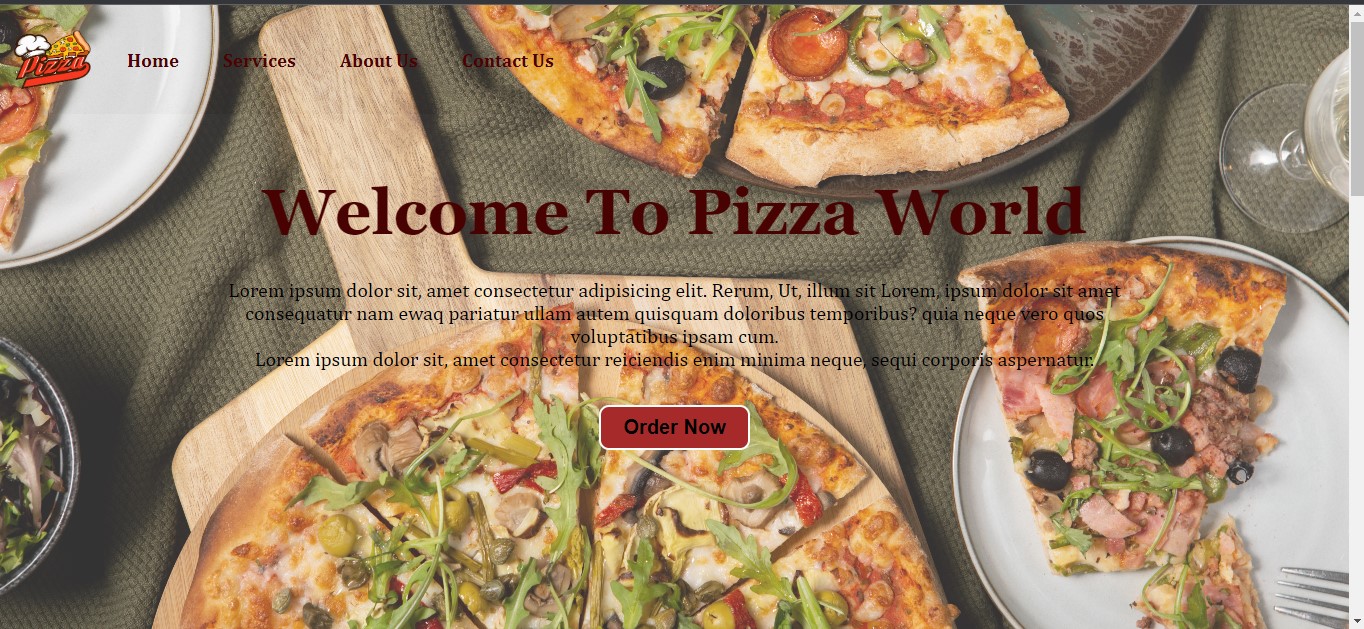 Pizza
Home Services About Us Contact Us
Welcome To Pizza World
Lorem ipsum dolor sit, amet consectetur adipisicing elit. Rerum, Ut, illum sit Lorem, ipsum dolor sit amet
consequatur nam ewaq pariatur ullam autem quisquam doloribus temporibus? quia neque vero quos
voluptatibus ipsam cum.
Lorem ipsum dolor sit, amet consectetur reiciendis enim minima neque, sequi corporis aspernatur.
Order Now